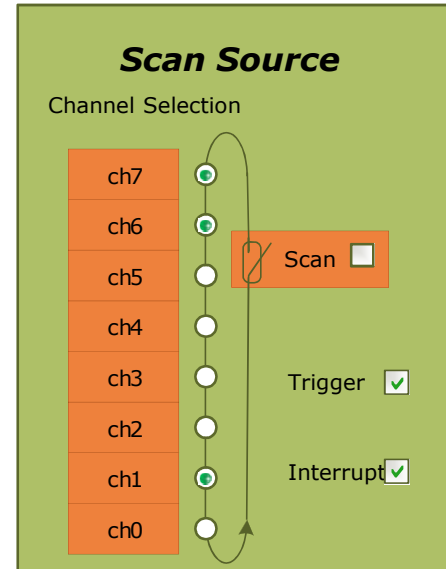 Scan Source
Channel Selection
ch7
ch6
ch5
Scan
ch4
ch3
Trigger
ch2
ch1
Interrupt
ch0